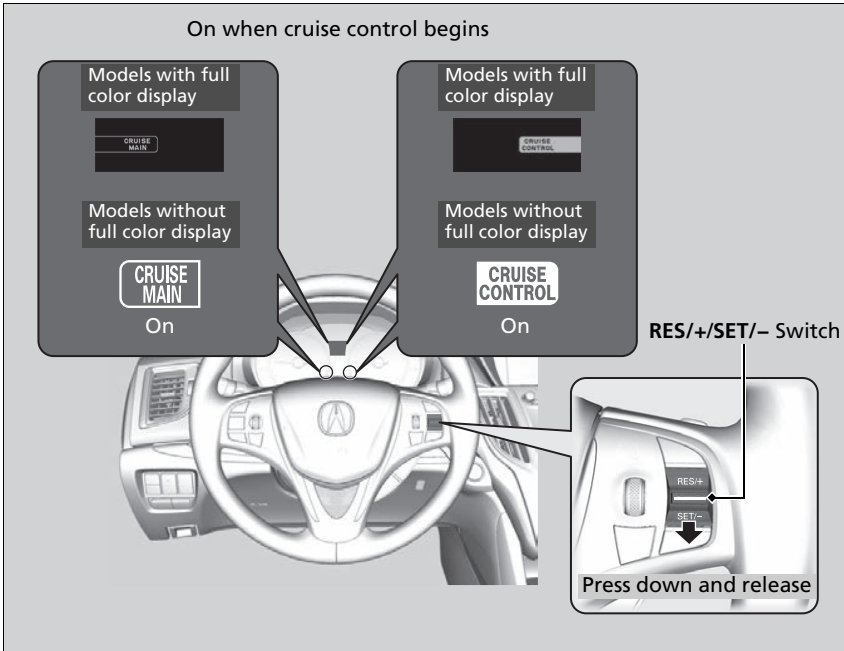 On when cruise control begins
Models with full
color display
CRUISE
MAIN
Models without
full color display
CRUISE
MAIN
On
Models with full
color display
CRUISE
CONTROL
Models without
full color display
CRUISE
CONTROL
On
RES/+/SET/− Switch
RES/+
SET/−
Press down and release